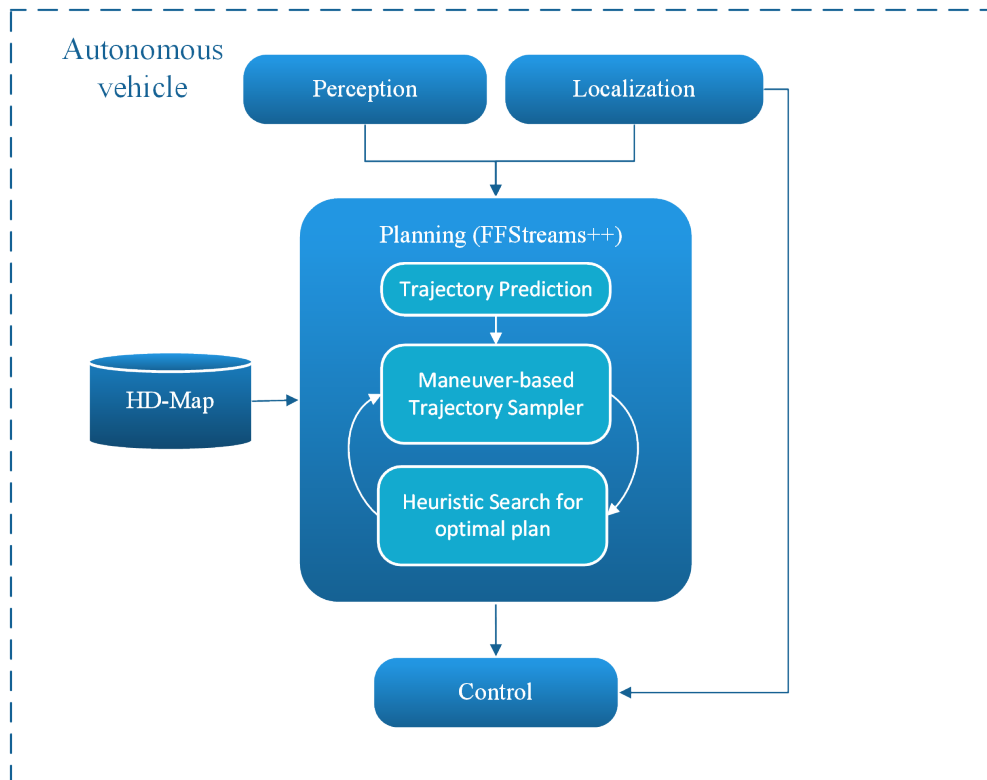 Autonomous
vehicle
Perception
Localization
Planning (FFStreams++)
Trajectory Prediction
Maneuver-based
Trajectory Sampler
HD-Map
Heuristic Search for
optimal plan
Control